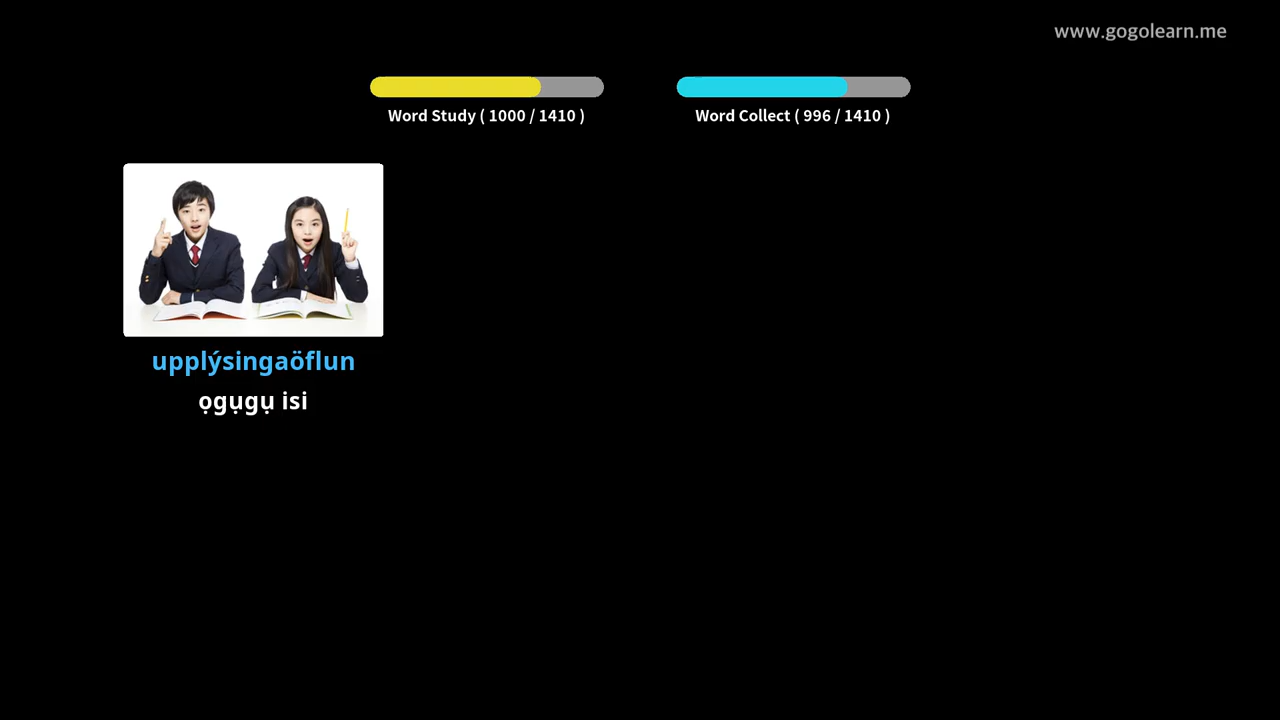 www.gogolearn.me
Word Study ( 1000 / 1410 )
Word Collect ( 996 / 1410 )
upplýsingaöflun
ọgụgụ isi